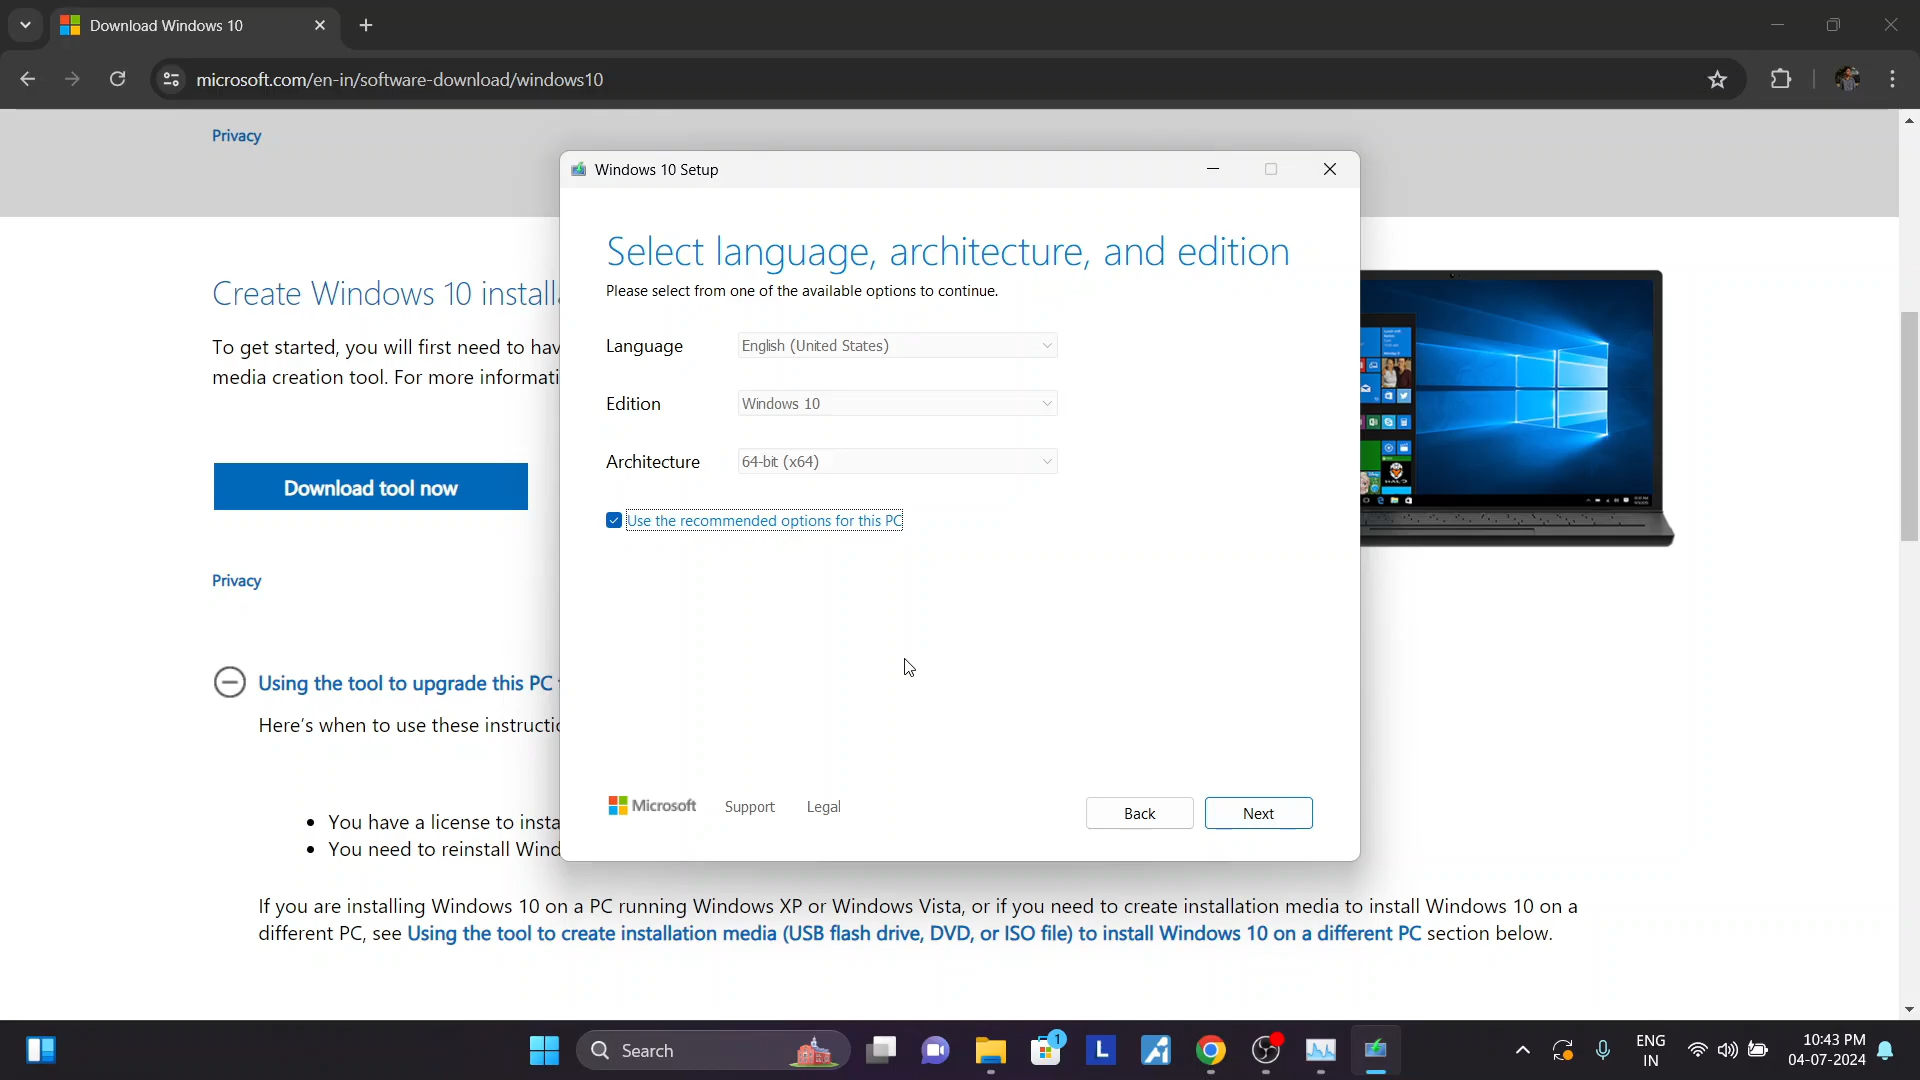 Download Windows 10
microsoft.com/en-in/software-download/windows10
Privacy
Windows 10 Setup
Select language, architecture, and edition
Please select from one of the available options to continue.
Language
English (United States)
Edition
Windows 10
Architecture
64-bit (x64)
Use the recommended options for this PC
Microsoft
Support
Legal
Back
Next
Create Windows 10 install
To get started, you will first need to hav
media creation tool. For more informati
Download tool now
Privacy
Using the tool to upgrade this PC
Here's when to use these instructio
You have a license to insta
You need to reinstall Wind
If you are installing Windows 10 on a PC running Windows XP or Windows Vista, or if you need to create installation media to install Windows 10 on a
different PC, see Using the tool to create installation media (USB flash drive, DVD, or ISO file) to install Windows 10 on a different PC section below.
Search
1
L
ENG
IN
10:43 PM
04-07-2024